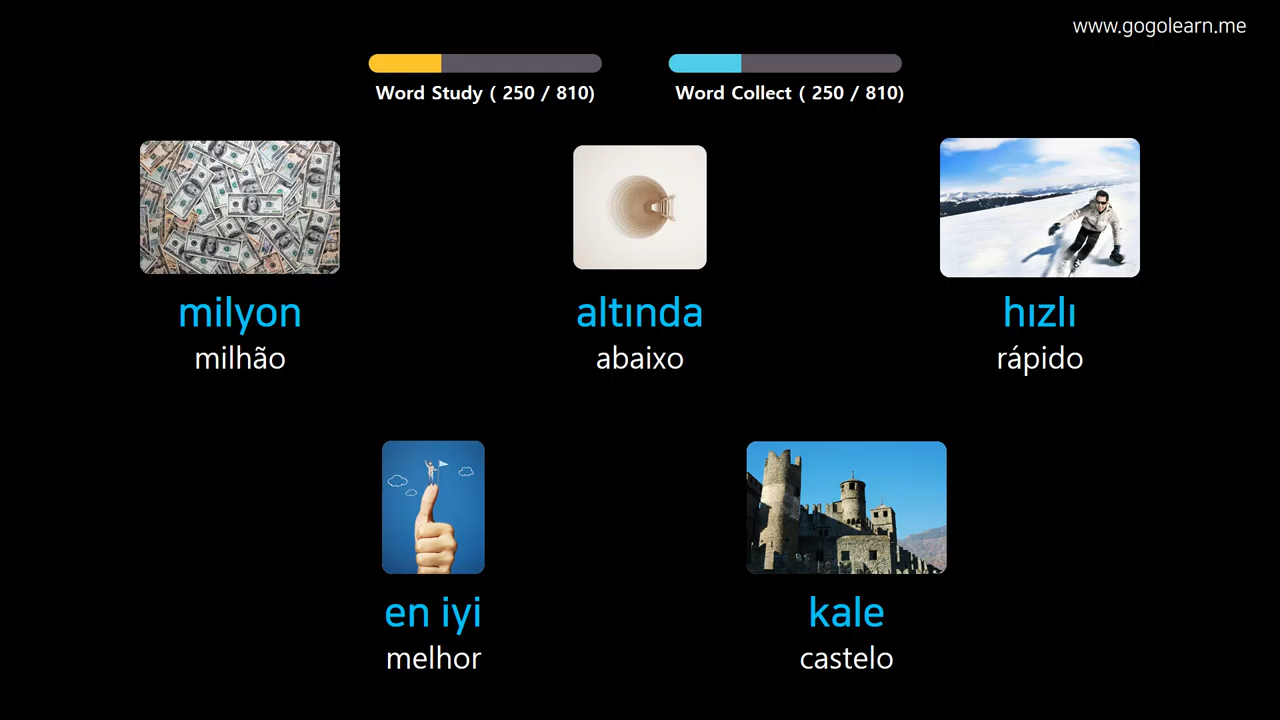 www.gogolearn.me
Word Study ( 250 / 810)
Word Collect ( 250 / 810)
milyon
milhão
altında
abaixo
hızlı
rápido
en iyi
melhor
kale
castelo